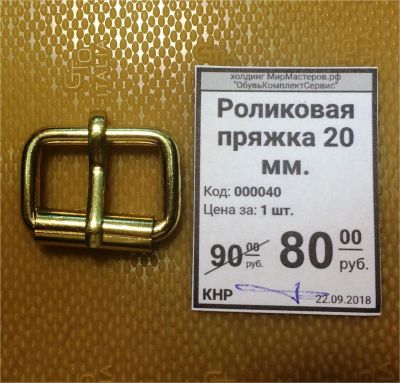 холдинг МирМастеров.рф
"ОбувьКомплектСервис"
Роликовая
пряжка 20
мм.
Код: 000040
Цена за: 1 шт.
90 00 руб. 80 00 руб.
КНР
22.09.2018
ITALIA